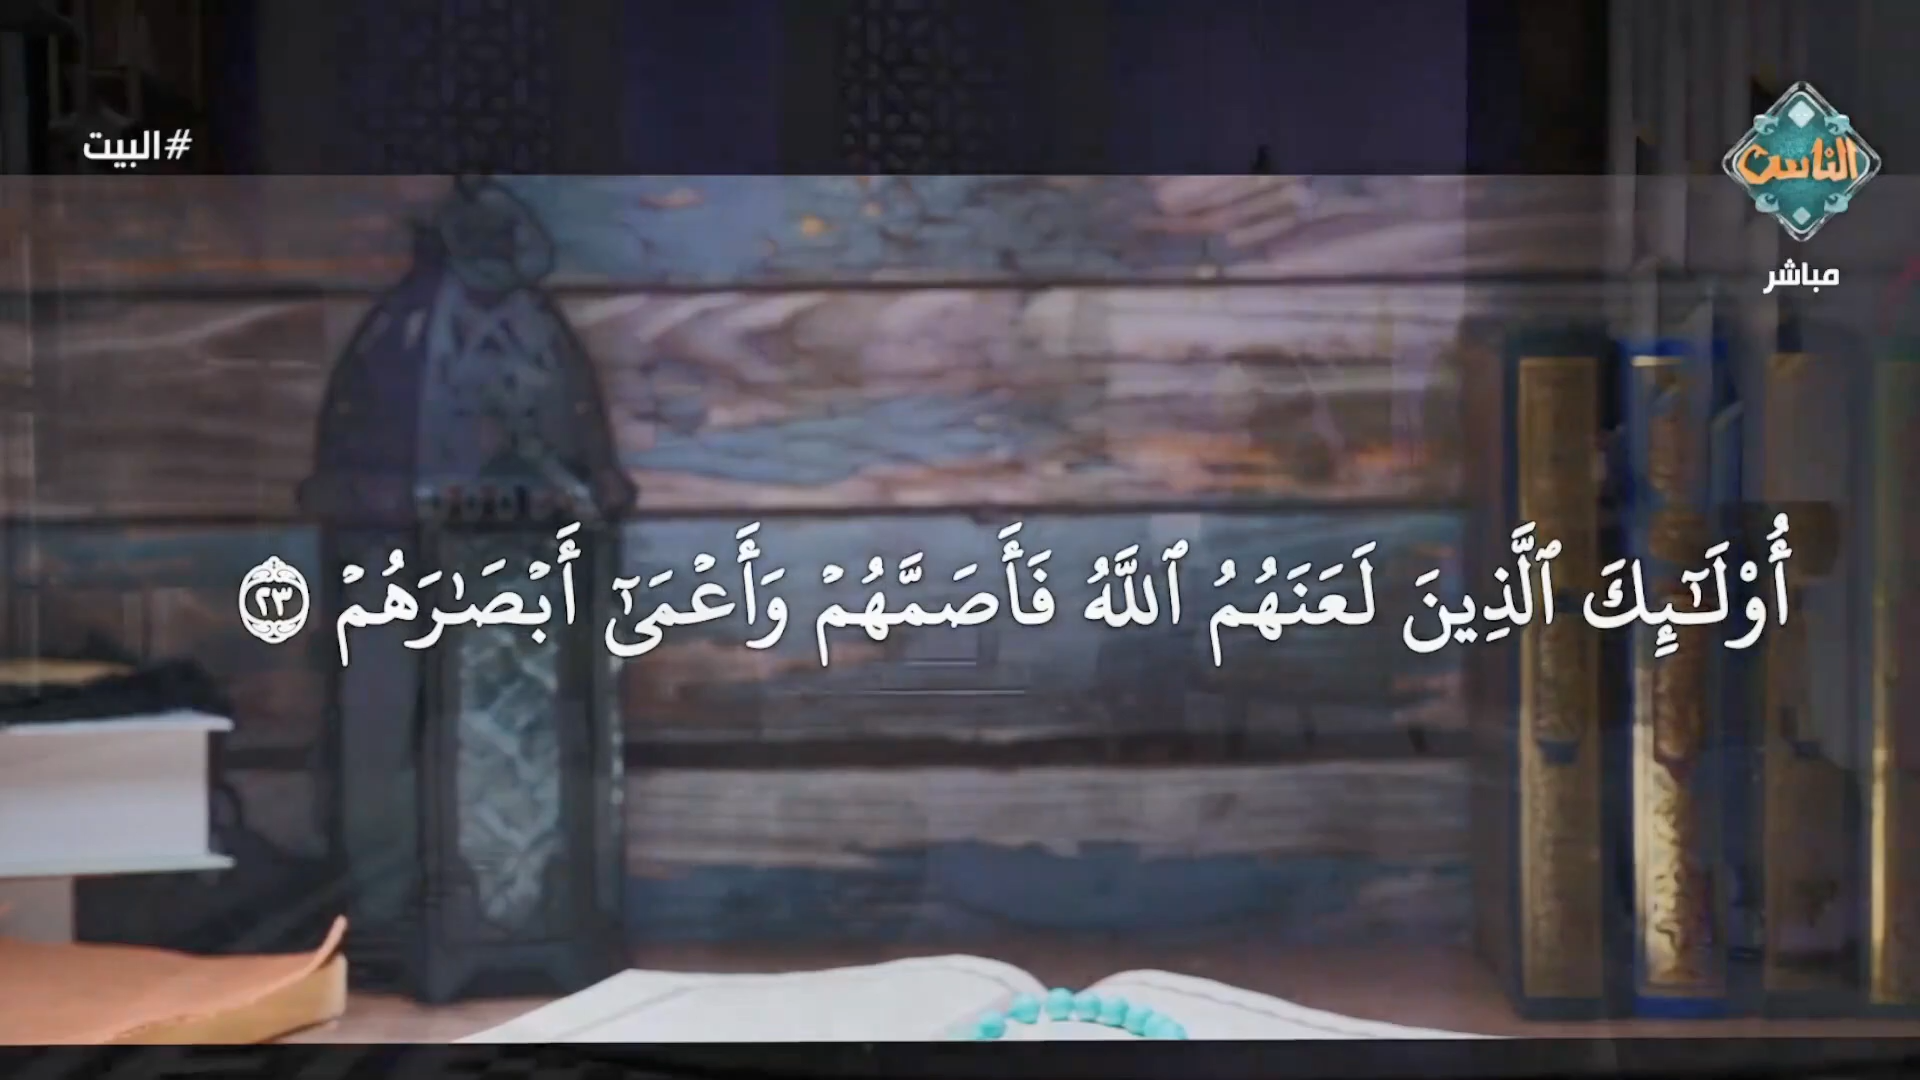 #البيت
الناس
مباشر
أُوْلَـٰٓئِكَ ٱلَّذِينَ لَعَنَهُمُ ٱللَّهُ فَأَصَمَّهُمْ وَأَعْمَىٰٓ أَبْصَـٰرَهُمْ ٢٣